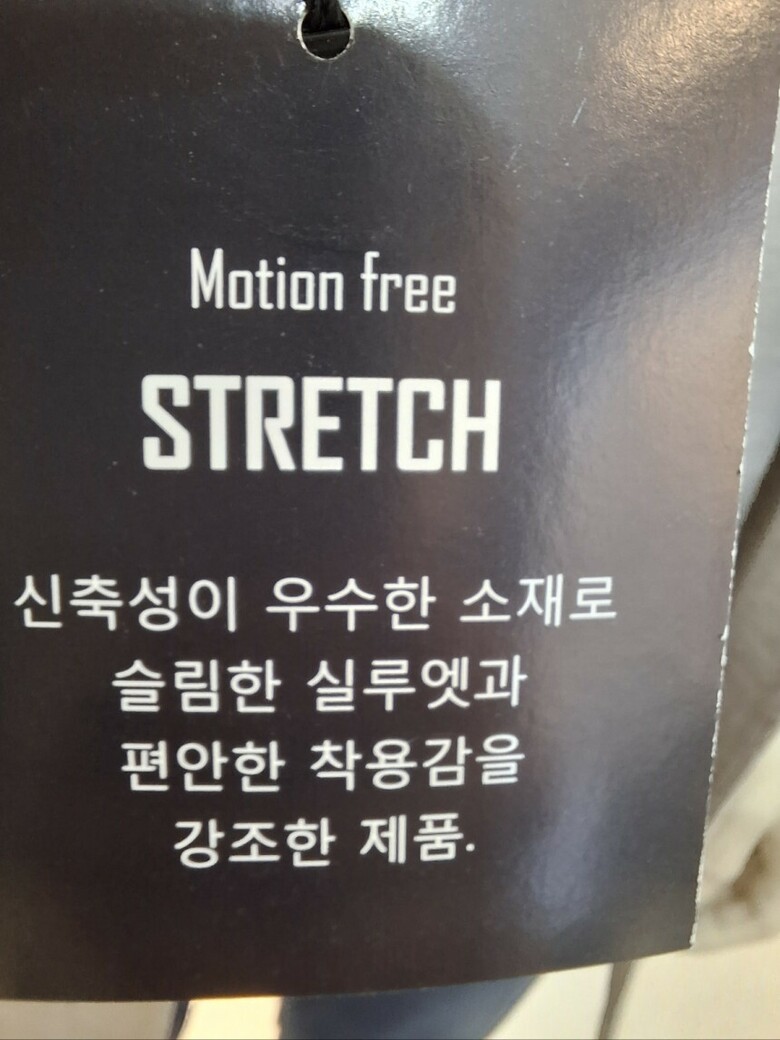 Motion free
STRETCH
신축성이 우수한 소재로
슬림한 실루엣과
편안한 착용감을
강조한 제품.